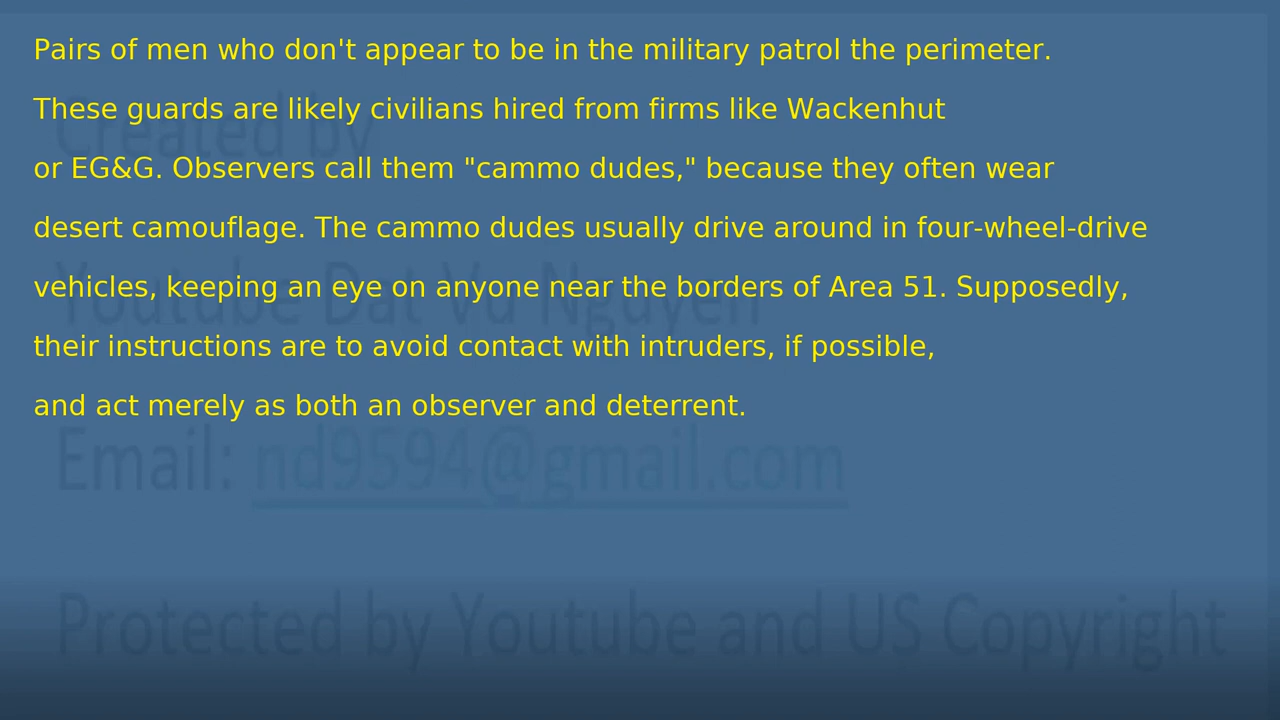 Pairs of men who don't appear to be in the military patrol the perimeter.
These guards are likely civilians hired from firms like Wackenhut
or EG&G. Observers call them "cammo dudes," because they often wear
desert camouflage. The cammo dudes usually drive around in four-wheel-drive
vehicles, keeping an eye on anyone near the borders of Area 51. Supposedly,
their instructions are to avoid contact with intruders, if possible,
and act merely as both an observer and deterrent.
Created by
Youtube Dat Vu Nguyen
Email: nd9594@gmail.com
Protected by Youtube and US Copyright